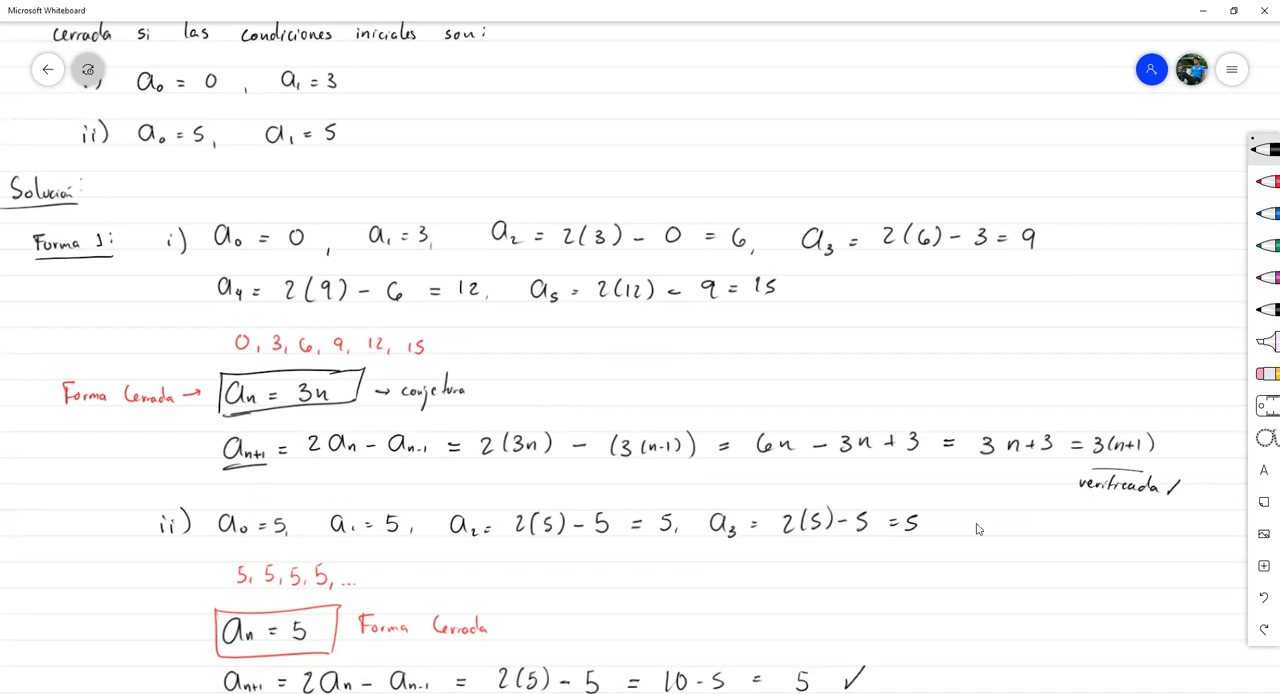 Microsoft Whiteboard
cerrada si las condiciones iniciales son:
i) a₀ = 0 , a₁ = 3
ii) a₀ = 5, a₁ = 5
Solución:
Forma 1: i) a₀ = 0 , a₁ = 3, a₂ = 2(3) - 0 = 6, a₃ = 2(6) - 3 = 9
a₄ = 2(9) - 6 = 12, a₅ = 2(12) - 9 = 15
0, 3, 6, 9, 12, 15
Forma Cerrada → aₙ = 3n → conjetura
aₙ₊₁ = 2aₙ - aₙ₋₁ = 2(3n) - (3(n-1)) = 6n - 3n + 3 = 3n+3 = 3(n+1)
verificada ✓
ii) a₀ = 5, a₁ = 5, a₂ = 2(5) - 5 = 5, a₃ = 2(5) - 5 = 5
5, 5, 5, 5, ...
aₙ = 5 Forma Cerrada
aₙ₊₁ = 2aₙ - aₙ₋₁ = 2(5) - 5 = 10 - 5 = 5 ✓
A